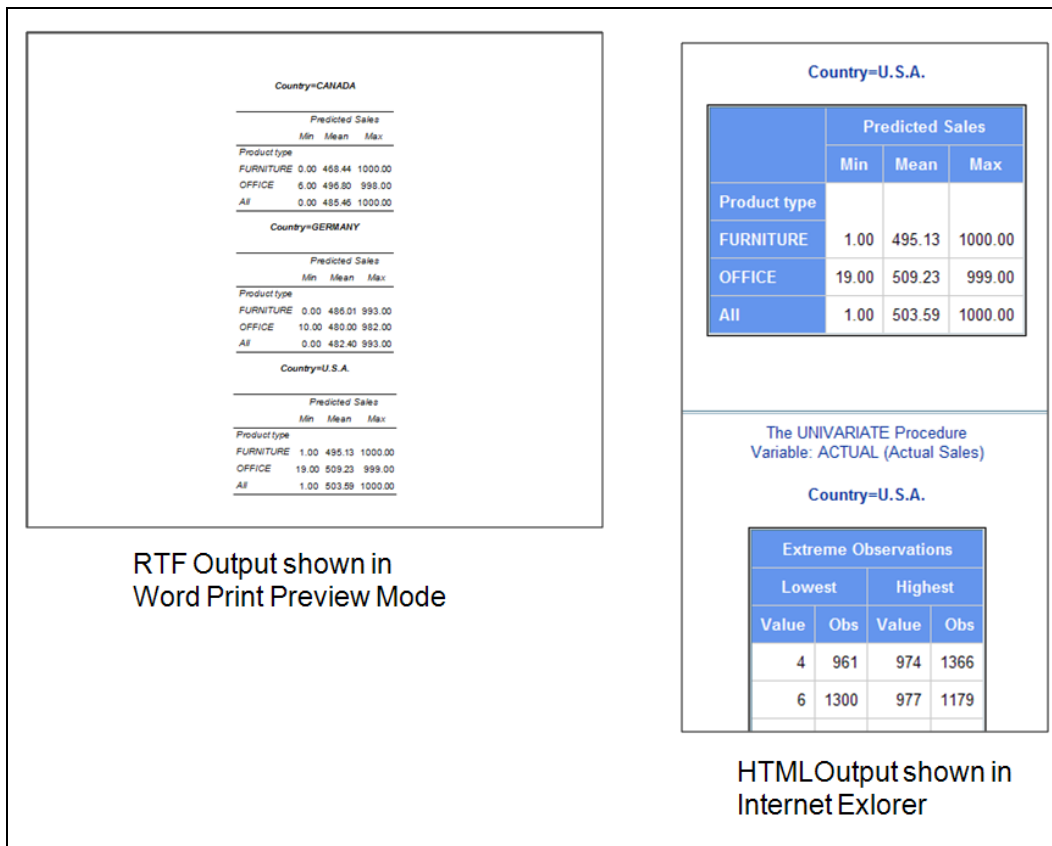 Country=CANADA
Predicted Sales
Min Mean Max
Product type
FURNITURE 0.00 468.44 1000.00
OFFICE 6.00 496.80 998.00
All 0.00 485.46 1000.00
Country=GERMANY
Predicted Sales
Min Mean Max
Product type
FURNITURE 0.00 486.01 993.00
OFFICE 10.00 480.00 982.00
All 0.00 482.40 993.00
Country=U.S.A.
Predicted Sales
Min Mean Max
Product type
FURNITURE 1.00 495.13 1000.00
OFFICE 19.00 509.23 999.00
All 1.00 503.59 1000.00
RTF Output shown in
Word Print Preview Mode
Country=U.S.A.
Predicted Sales
Min Mean Max
Product type
FURNITURE 1.00 495.13 1000.00
OFFICE 19.00 509.23 999.00
All 1.00 503.59 1000.00
The UNIVARIATE Procedure
Variable: ACTUAL (Actual Sales)
Country=U.S.A.
Extreme Observations
Lowest Highest
Value Obs Value Obs
4 961 974 1366
6 1300 977 1179
HTMLOutput shown in
Internet Exlorer